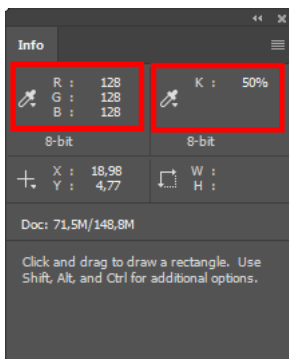 Info
R : 128 K : 50%
G : 128
B : 128
8-bit 8-bit
X : 18,98 W :
Y : 4,77 H :
Doc: 71,5M/148,8M
Click and drag to draw a rectangle. Use
Shift, Alt, and Ctrl for additional options.